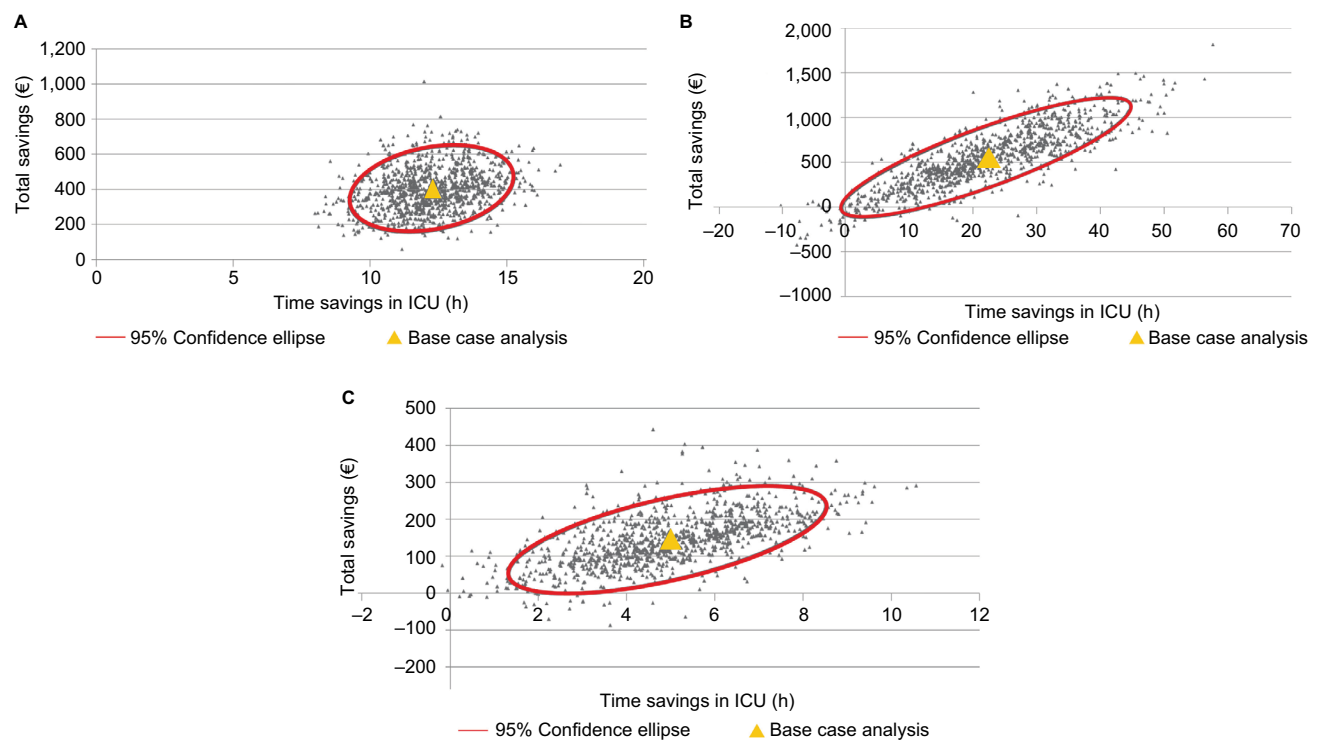 A
1,200
1,000
800
600
400
200
0
Total savings (€)
0 5 10 15 20
Time savings in ICU (h)
95% Confidence ellipse Base case analysis
B
2,000
1,500
1,000
500
0
–500
–1000
Total savings (€)
–20 –10 0 10 20 30 40 50 60 70
Time savings in ICU (h)
95% Confidence ellipse Base case analysis
C
500
400
300
200
100
0
–100
–200
Total savings (€)
–2 0 2 4 6 8 10 12
Time savings in ICU (h)
95% Confidence ellipse Base case analysis